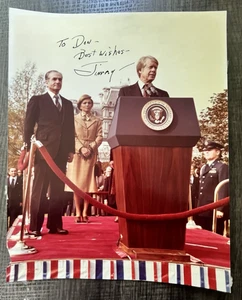 To Don-
Best Wishes-
Jimmy